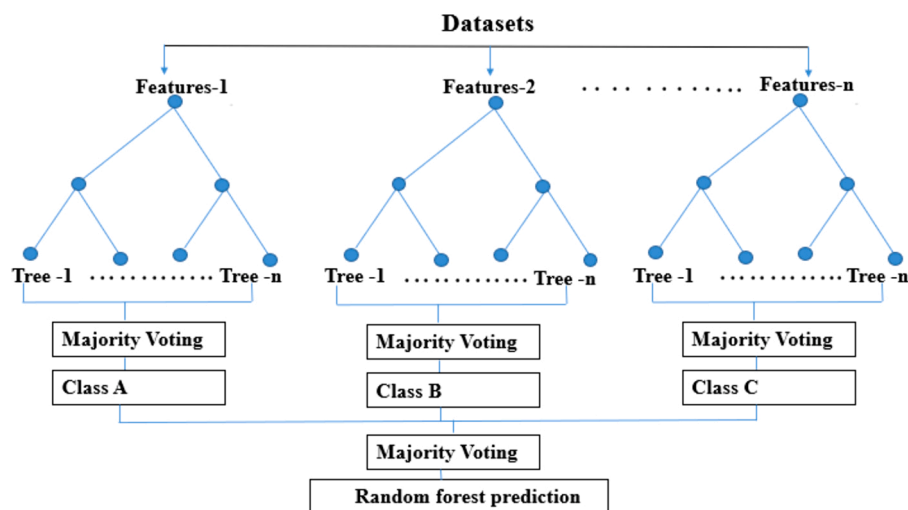 Datasets
Features-1 Features-2 . . . . . . . . . . . . . Features-n
Tree -1 . . . . . . . . . . . . . . . Tree -n Tree -1 . . . . . . . . . . . . . . . Tree -n Tree -1 . . . . . . . . . . . . . . . Tree -n
Majority Voting Majority Voting Majority Voting
Class A Class B Class C
Majority Voting
Random forest prediction